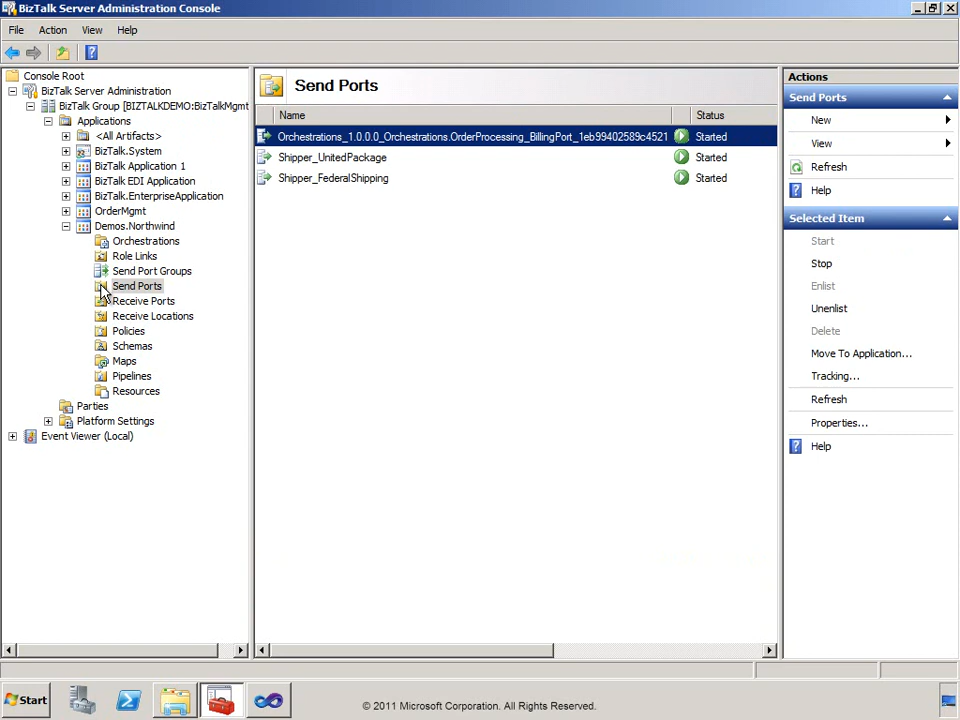 BizTalk Server Administration Console
File Action View Help
Console Root
BizTalk Server Administration
BizTalk Group [BIZTALKDEMO:BizTalkMgmt
Applications
<All Artifacts>
BizTalk.System
BizTalk Application 1
BizTalk EDI Application
BizTalk.EnterpriseApplication
OrderMgmt
Demos.Northwind
Orchestrations
Role Links
Send Port Groups
Send Ports
Receive Ports
Receive Locations
Policies
Schemas
Maps
Pipelines
Resources
Parties
Platform Settings
Event Viewer (Local)
Send Ports
Name Status
Orchestrations_1.0.0.0_Orchestrations.OrderProcessing_BillingPort_1eb99402589c4521 Started
Shipper_UnitedPackage Started
Shipper_FederalShipping Started
Actions
Send Ports
New
View
Refresh
Help
Selected Item
Start
Stop
Enlist
Unenlist
Delete
Move To Application...
Tracking...
Refresh
Properties...
Help
Start
© 2011 Microsoft Corporation. All Rights Reserved.